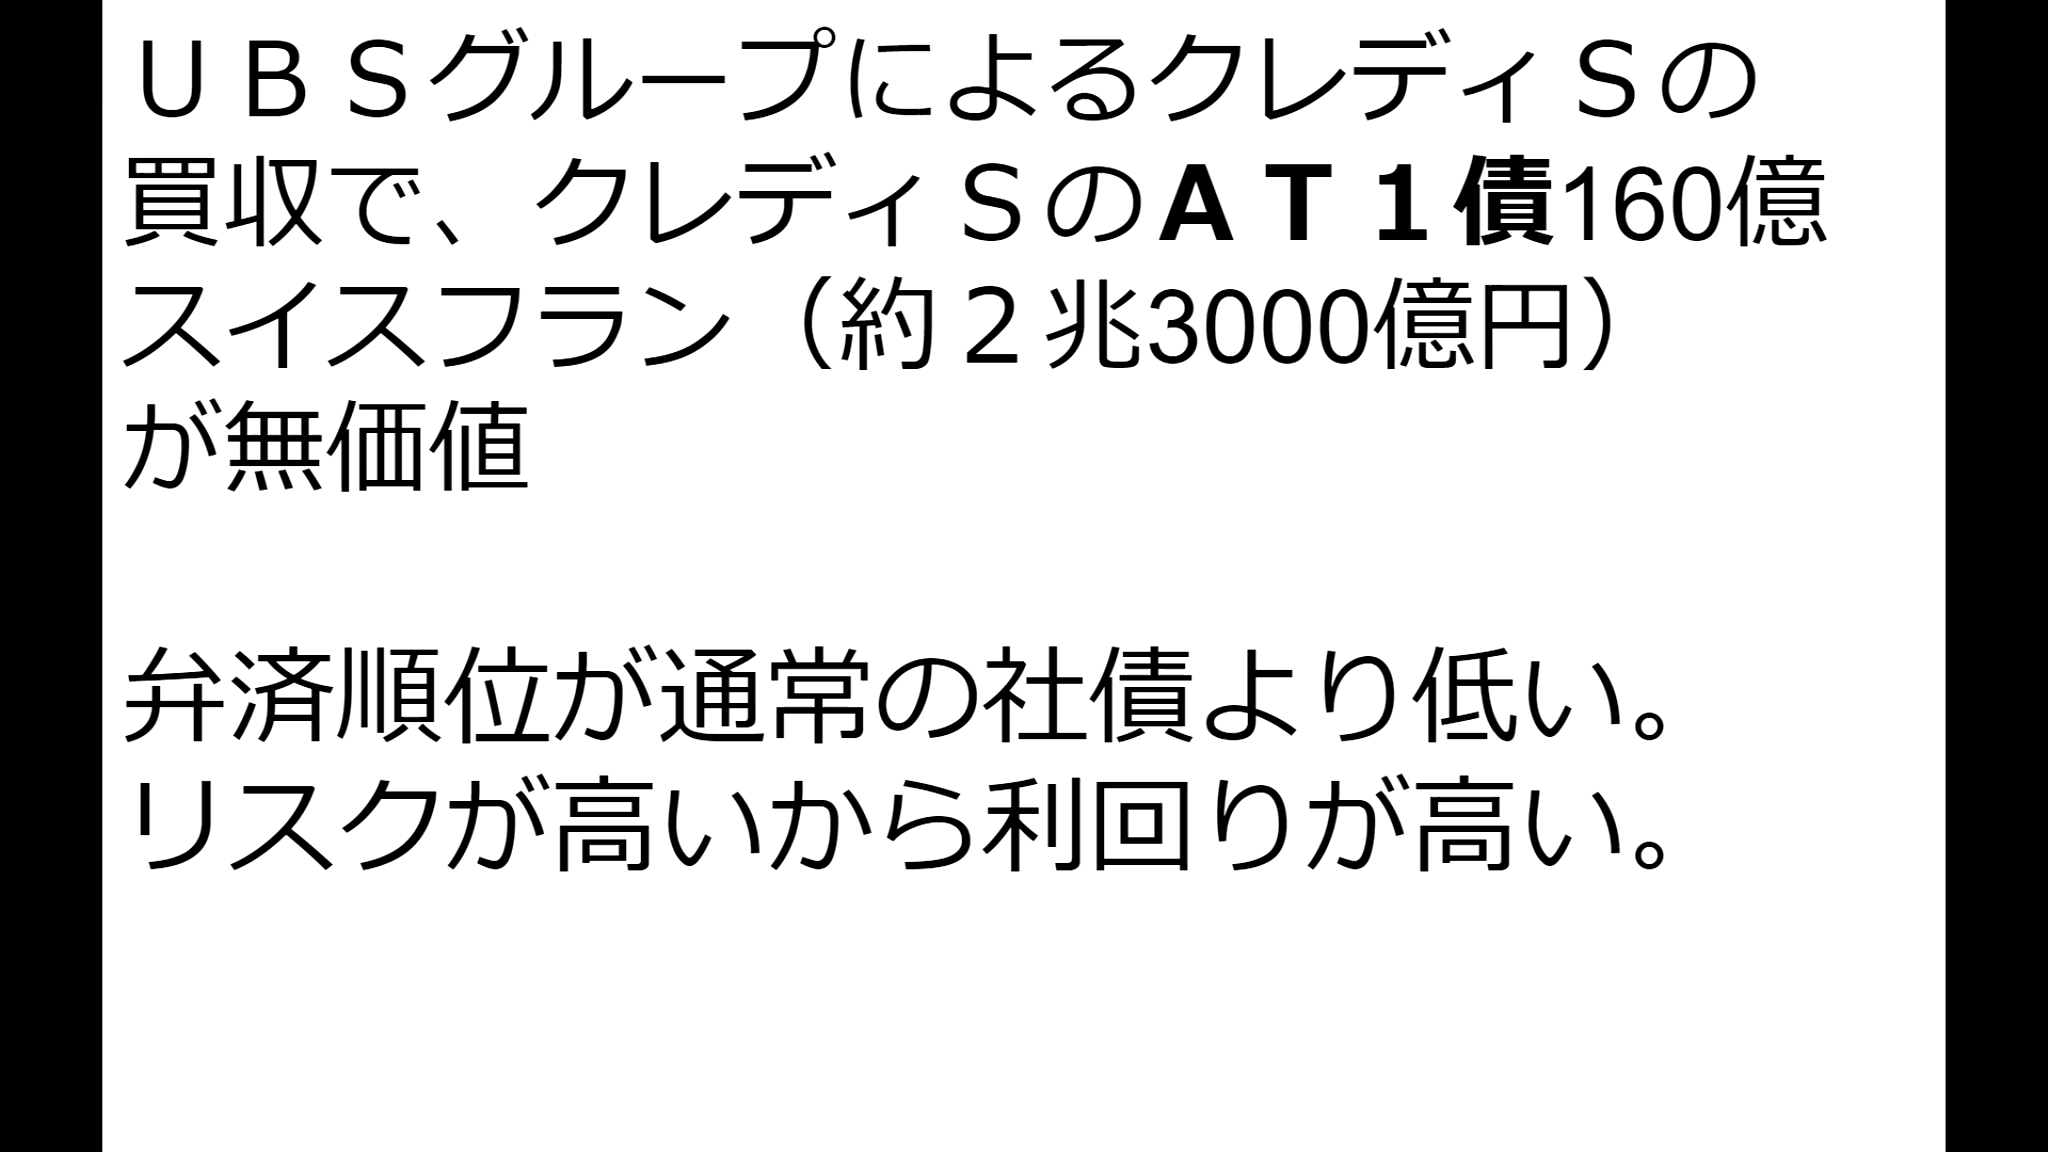 ＵＢＳグループによるクレディＳの
買収で、クレディＳのＡＴ１債160億
スイスフラン（約２兆3000億円）
が無価値
弁済順位が通常の社債より低い。
リスクが高いから利回りが高い。